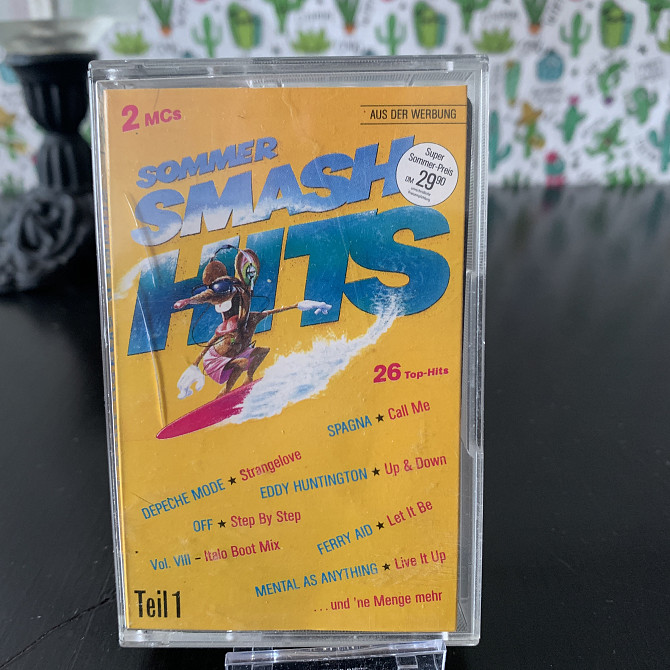 2 MCs
AUS DER WERBUNG
SOMMER
SMASH
HITS
Super
Sommer-Preis
DM 2990
26 Top-Hits
SPAGNA ★ Call Me
DEPECHE MODE ★ Strangelove
EDDY HUNTINGTON ★ Up & Down
OFF ★ Step By Step
FERRY AID ★ Let It Be
Vol. VIII – Italo Boot Mix
MENTAL AS ANYTHING ★ Live It Up
...und 'ne Menge mehr
Teil 1